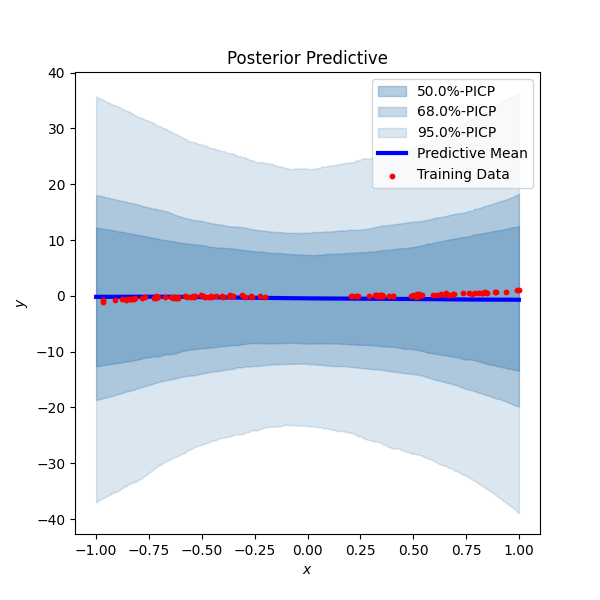 Posterior Predictive
50.0%-PICP
68.0%-PICP
95.0%-PICP
Predictive Mean
Training Data
40
30
20
10
0
−10
−20
−30
−40
y
−1.00 −0.75 −0.50 −0.25 0.00 0.25 0.50 0.75 1.00
x